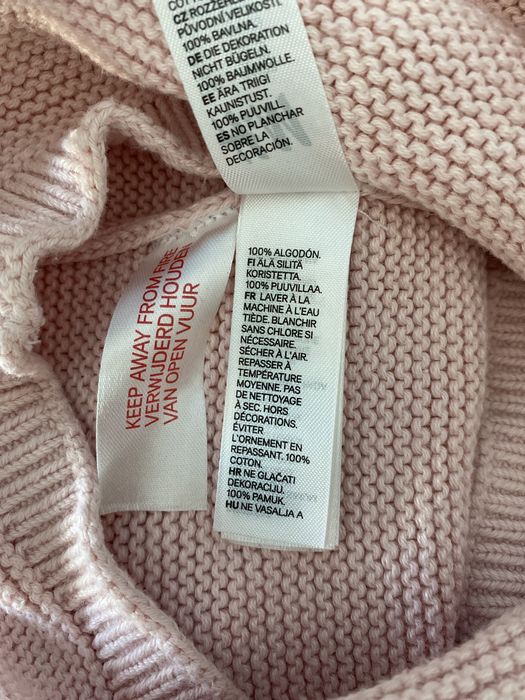 CZ ROZŽEHL
PŮVODNÍ VELIKOSTI.
100% BAVLNA.
DE DIE DEKORATION
NICHT BÜGELN.
100% BAUMWOLLE.
EE ÄRA TRIIGI
KAUNISTUST.
100% PUUVILL.
ES NO PLANCHAR
SOBRE LA
DECORACIÓN.
100% ALGODÓN.
FI ÄLÄ SILITÄ
KORISTETTA.
100% PUUVILLAA.
FR LAVER À LA
MACHINE À L'EAU
TIÈDE. BLANCHIR
SANS CHLORE SI
NÉCESSAIRE.
SÉCHER À L'AIR.
REPASSER À
TEMPÉRATURE
MOYENNE. PAS
DE NETTOYAGE
À SEC. HORS
DÉCORATIONS.
ÉVITER
L'ORNEMENT EN
REPASSANT. 100%
COTON.
HR NE GLAČATI
DEKORACIJU.
100% PAMUK.
HU NE VASALJA A
KEEP AWAY FROM FIRE
VERWIJDERD HOUDEN
VAN OPEN VUUR